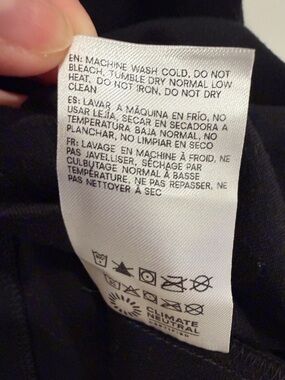 EN: MACHINE WASH COLD, DO NOT
BLEACH, TUMBLE DRY NORMAL LOW
HEAT. DO NOT IRON, DO NOT DRY
CLEAN
ES: LAVAR A MÁQUINA EN FRÍO, NO
USAR LEJÍA, SECAR EN SECADORA A
TEMPERATURA BAJA NORMAL, NO
PLANCHAR, NO LIMPIAR EN SECO
FR: LAVAGE EN MACHINE À FROID, NE
PAS JAVELLISER, SÉCHAGE PAR
CULBUTAGE NORMAL À BASSE
TEMPÉRATURE, NE PAS REPASSER, NE
PAS NETTOYER À SEC
CLIMATE
NEUTRAL
CERTIFIED